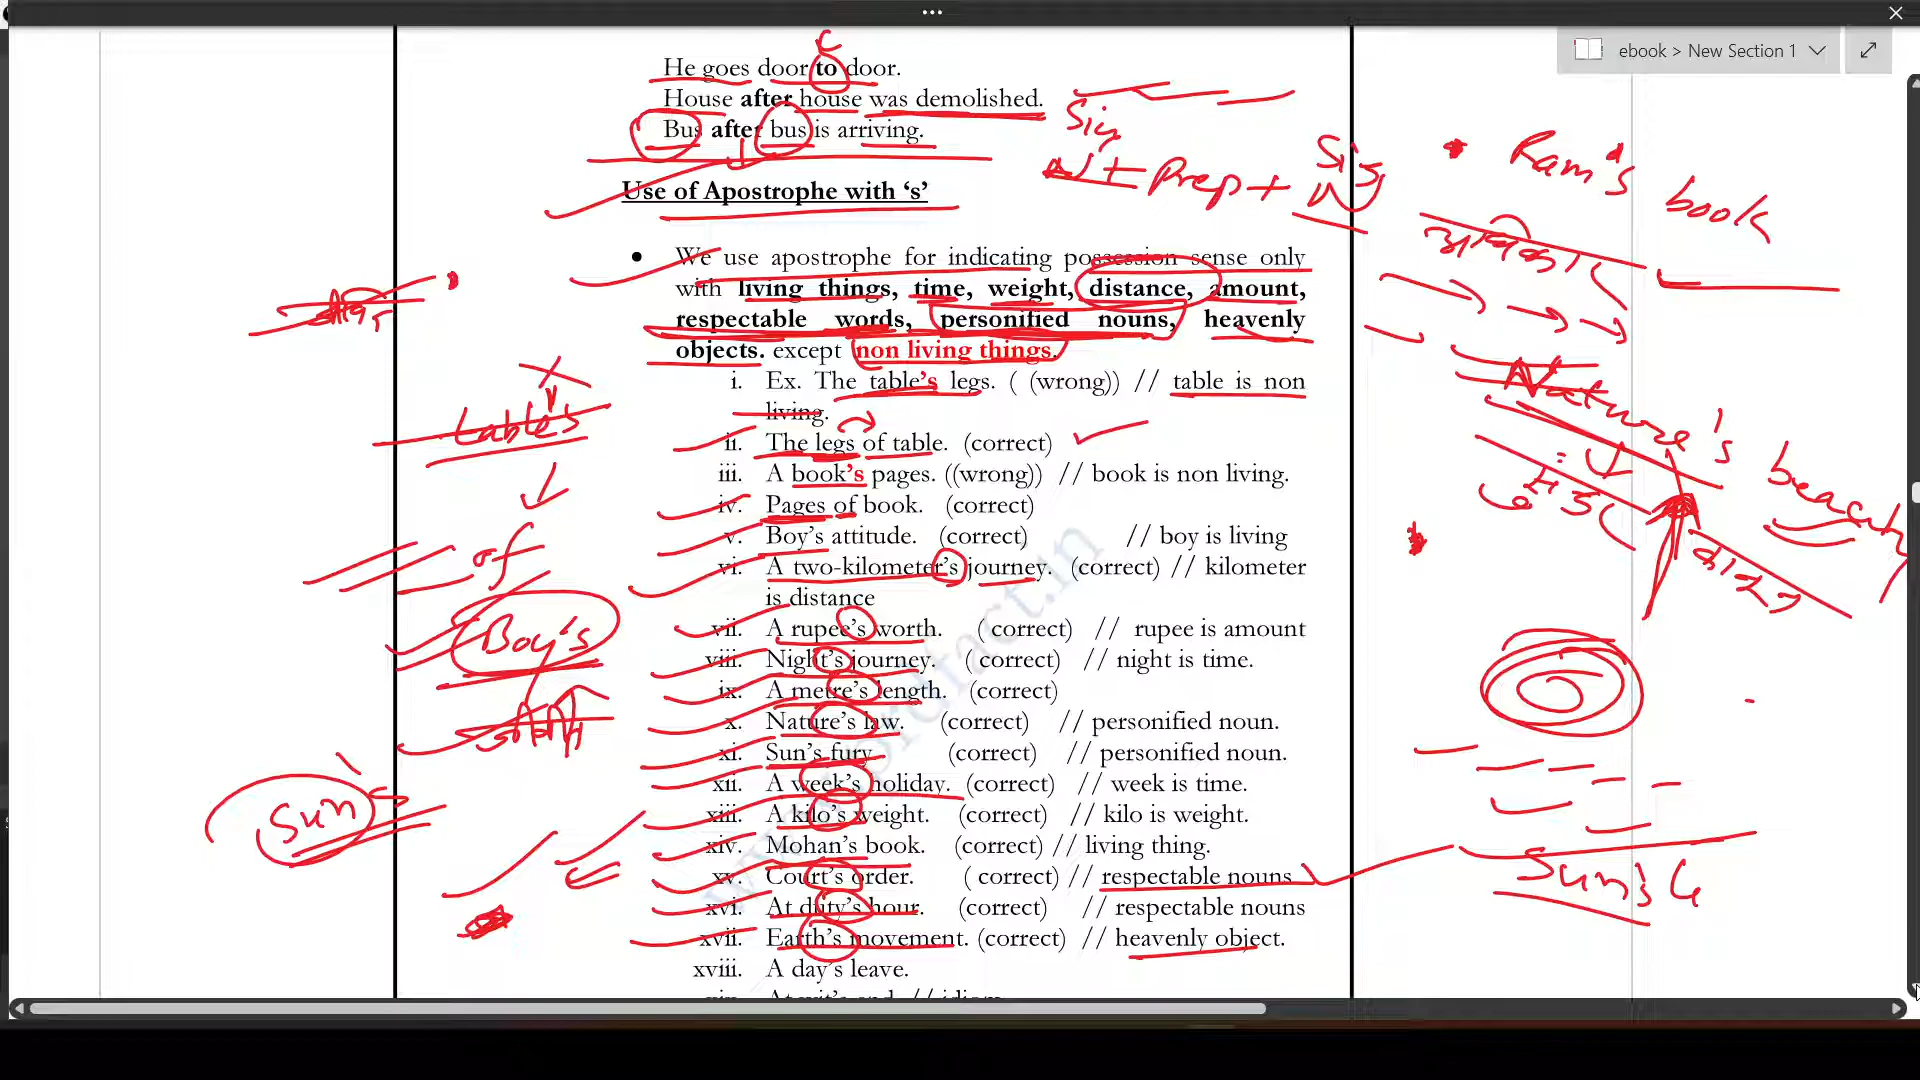 ebook > New Section 1
He goes door to door.
House after house was demolished.
Bus after bus is arriving.
Sig Sig
N + Prep + N
Ram's book
Use of Apostrophe with ‘s’
We use apostrophe for indicating possession sense only
with living things, time, weight, distance, amount,
respectable words, personified nouns, heavenly
objects. except non living things.
i. Ex. The table’s legs. ( (wrong)) // table is non
living.
table's
Nature's beauty
ii. The legs of table. (correct)
iii. A book’s pages. ((wrong)) // book is non living.
iv. Pages of book. (correct)
v. Boy’s attitude. (correct) // boy is living
of
vi. A two-kilometer’s journey. (correct) // kilometer
is distance
Boy's
vii. A rupee’s worth. ( correct) // rupee is amount
viii. Night’s journey. ( correct) // night is time.
ix. A metre’s length. (correct)
x. Nature’s law. (correct) // personified noun.
xi. Sun’s fury. (correct) // personified noun.
xii. A week’s holiday. (correct) // week is time.
xiii. A kilo’s weight. (correct) // kilo is weight.
Sun's
xiv. Mohan’s book. (correct) // living thing.
xv. Court’s order. ( correct) // respectable nouns
Sun's
xvi. At duty’s hour. (correct) // respectable nouns
xvii. Earth’s movement. (correct) // heavenly object.
xviii. A day’s leave.
xix. At wit’s end. // idiom